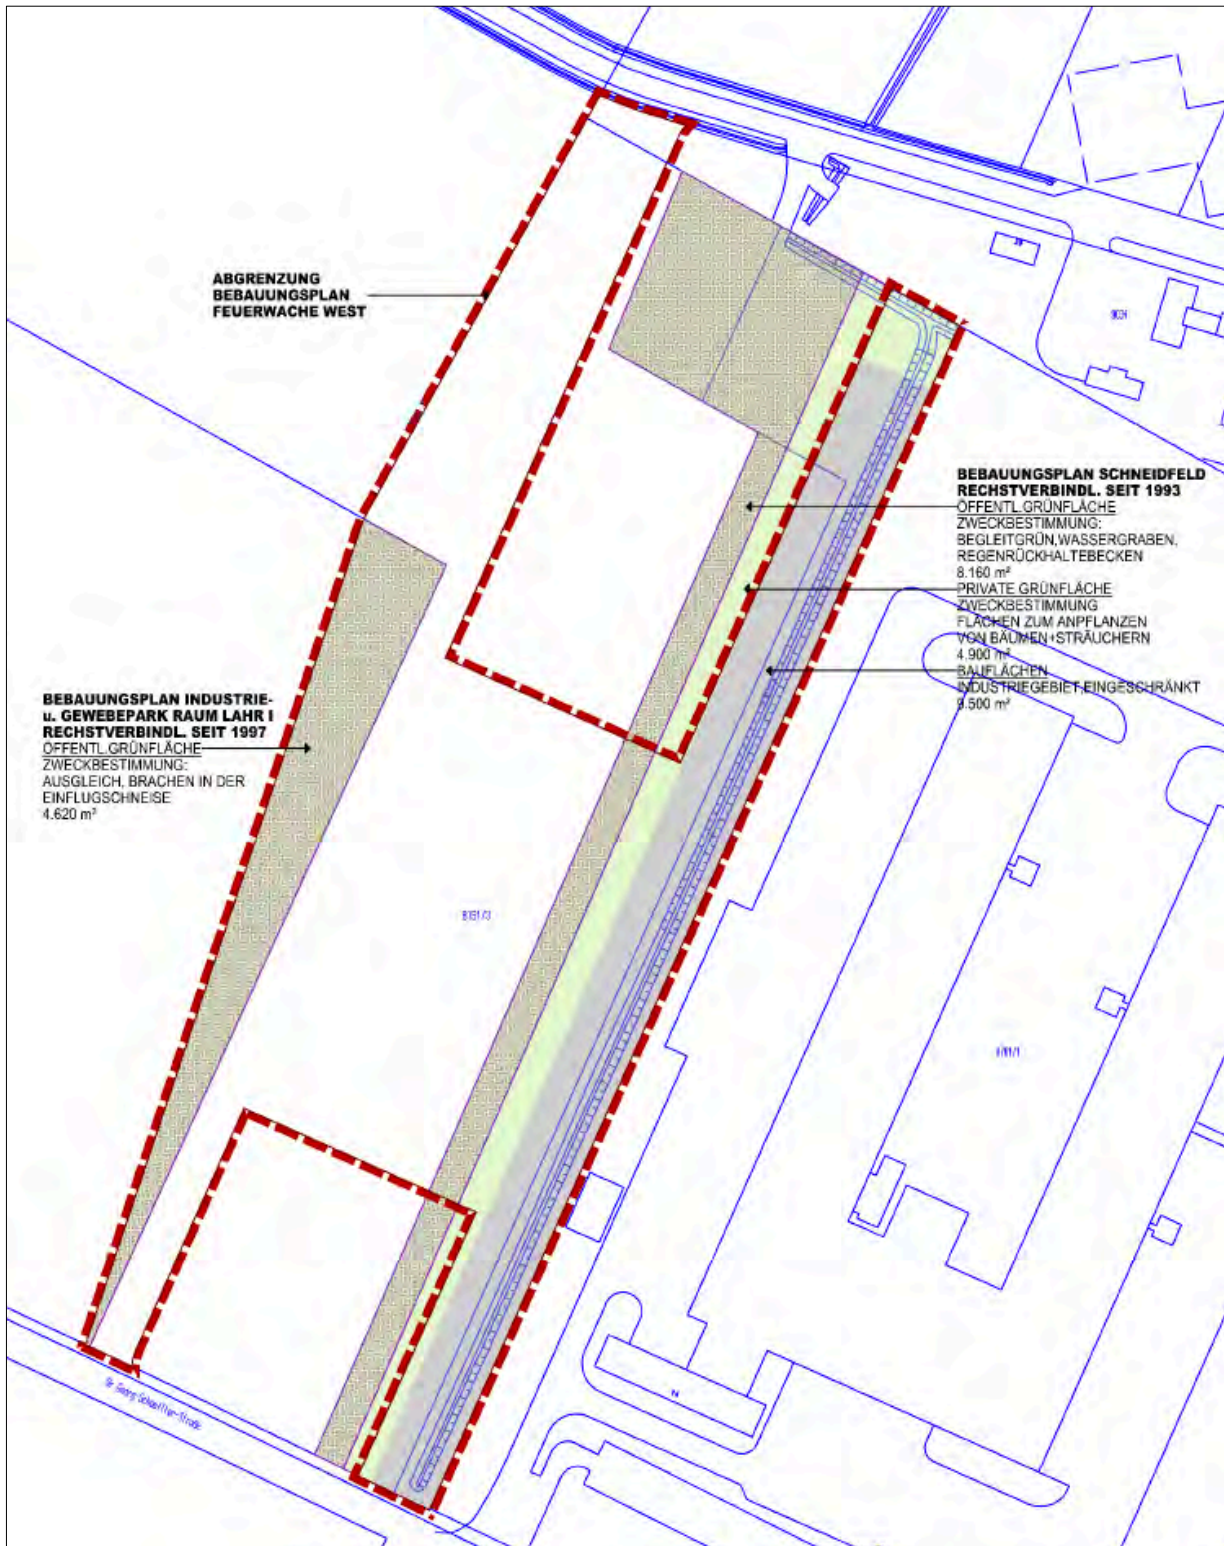 ABGRENZUNG
BEBAUUNGSPLAN
FEUERWACHE WEST
BEBAUUNGSPLAN SCHNEIDFELD
RECHSTVERBINDL. SEIT 1993
ÖFFENTL.GRÜNFLÄCHE
ZWECKBESTIMMUNG:
BEGLEITGRÜN,WASSERGRABEN,
REGENRÜCKHALTEBECKEN
8.160 m²
PRIVATE GRÜNFLÄCHE
ZWECKBESTIMMUNG
FLÄCHEN ZUM ANPFLANZEN
VON BÄUMEN+STRÄUCHERN
4.900 m²
BAUFLÄCHEN
INDUSTRIEGEBIET,EINGESCHRÄNKT
9.500 m²
BEBAUUNGSPLAN INDUSTRIE-
u. GEWEBEPARK RAUM LAHR I
RECHSTVERBINDL. SEIT 1997
ÖFFENTL.GRÜNFLÄCHE
ZWECKBESTIMMUNG:
AUSGLEICH, BRACHEN IN DER
EINFLUGSCHNEISE
4.620 m²